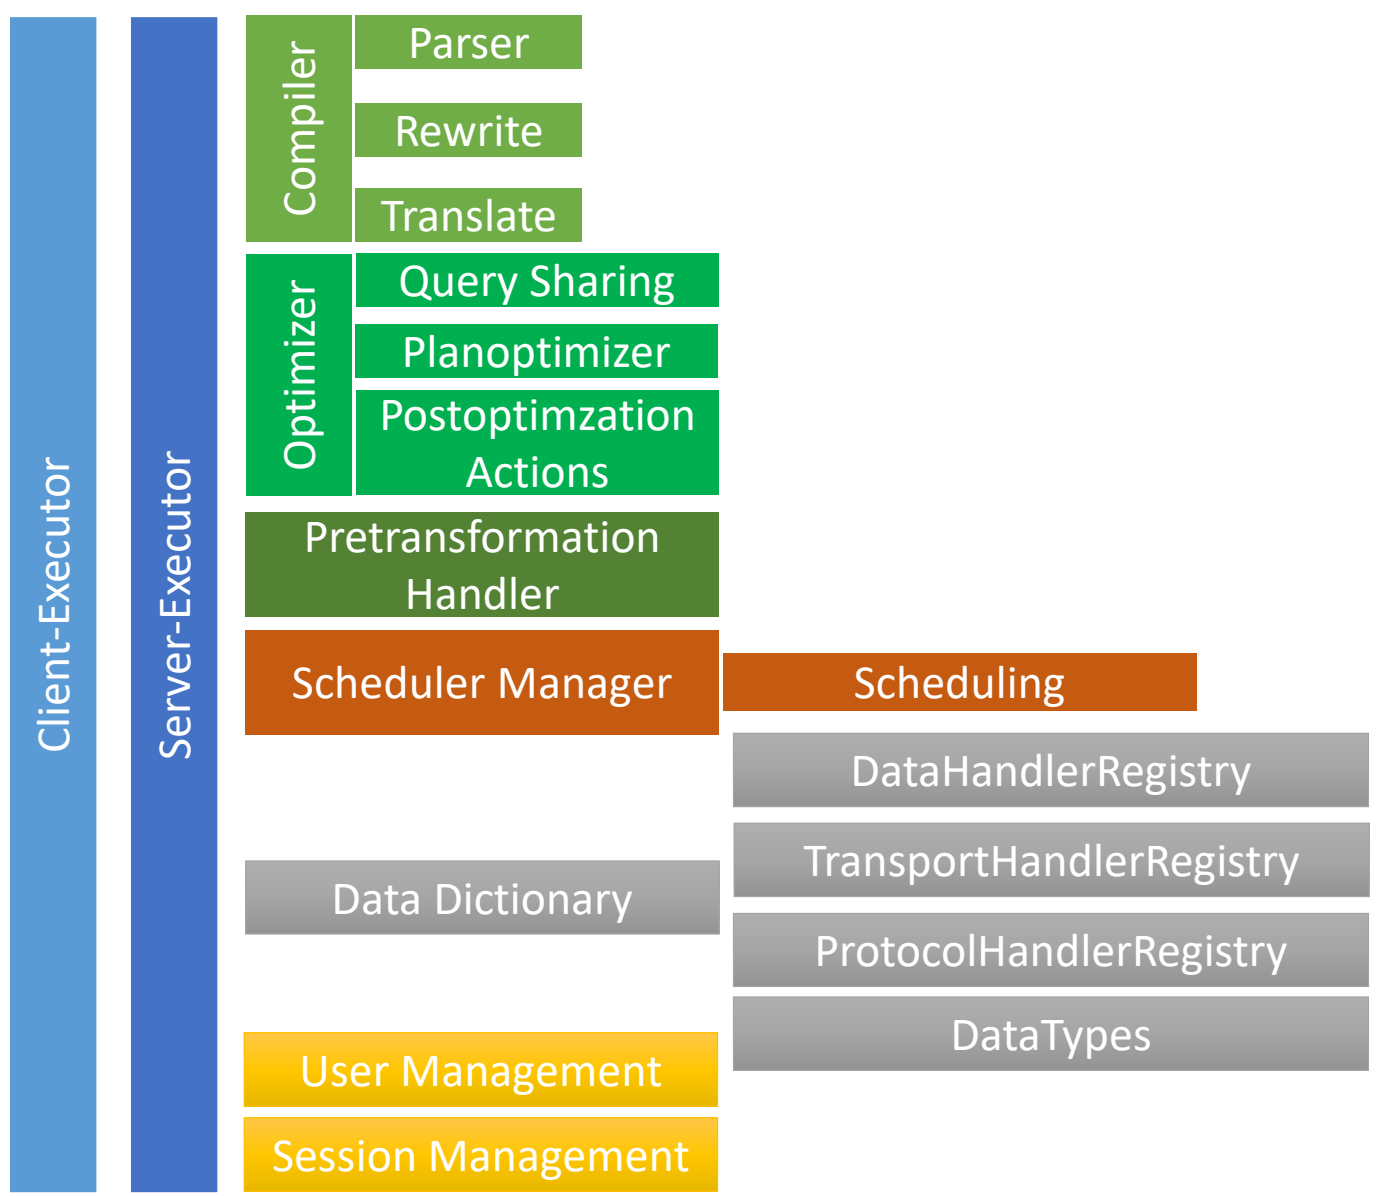 Client-Executor
Server-Executor
Compiler
Parser
Rewrite
Translate
Optimizer
Query Sharing
Planoptimizer
Postoptimzation
Actions
Pretransformation
Handler
Scheduler Manager
Scheduling
DataHandlerRegistry
TransportHandlerRegistry
Data Dictionary
ProtocolHandlerRegistry
DataTypes
User Management
Session Management